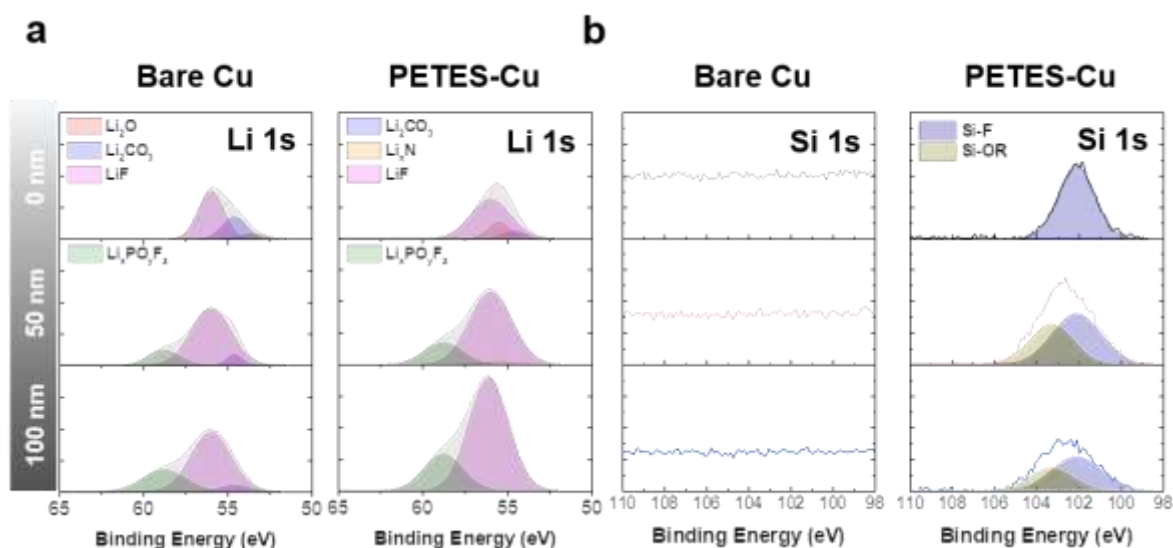 a
b
Bare Cu
PETES-Cu
Bare Cu
PETES-Cu
0 nm
50 nm
100 nm
Li₂O
Li₂CO₃
LiF
Li 1s
LiₓPOᵧF_z
65 60 55 50
Binding Energy (eV)
Li₂CO₃
LiₓN
LiF
Li 1s
LiₓPOᵧF_z
65 60 55 50
Binding Energy (eV)
Si 1s
110 108 106 104 102 100 98
Binding Energy (eV)
Si-F
Si-OR
Si 1s
110 108 106 104 102 100 98
Binding Energy (eV)